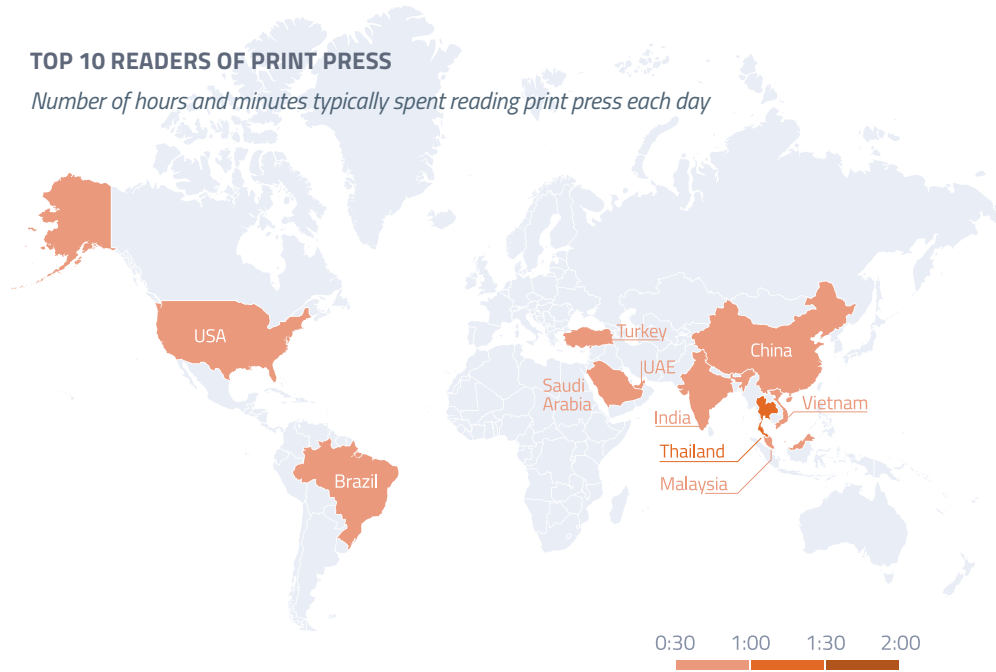 TOP 10 READERS OF PRINT PRESS
Number of hours and minutes typically spent reading print press each day
USA
Turkey
China
UAE
Saudi
Arabia
Vietnam
India
Thailand
Malaysia
Brazil
0:30 1:00 1:30 2:00